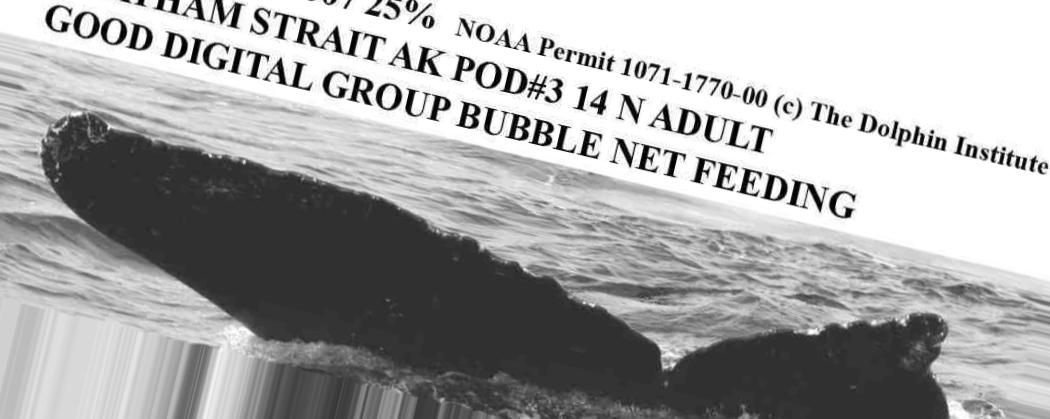 25% NOAA Permit 1071-1770-00 (c) The Dolphin Institute
STRAIT AK POD#3 14 N ADULT
GOOD DIGITAL GROUP BUBBLE NET FEEDING